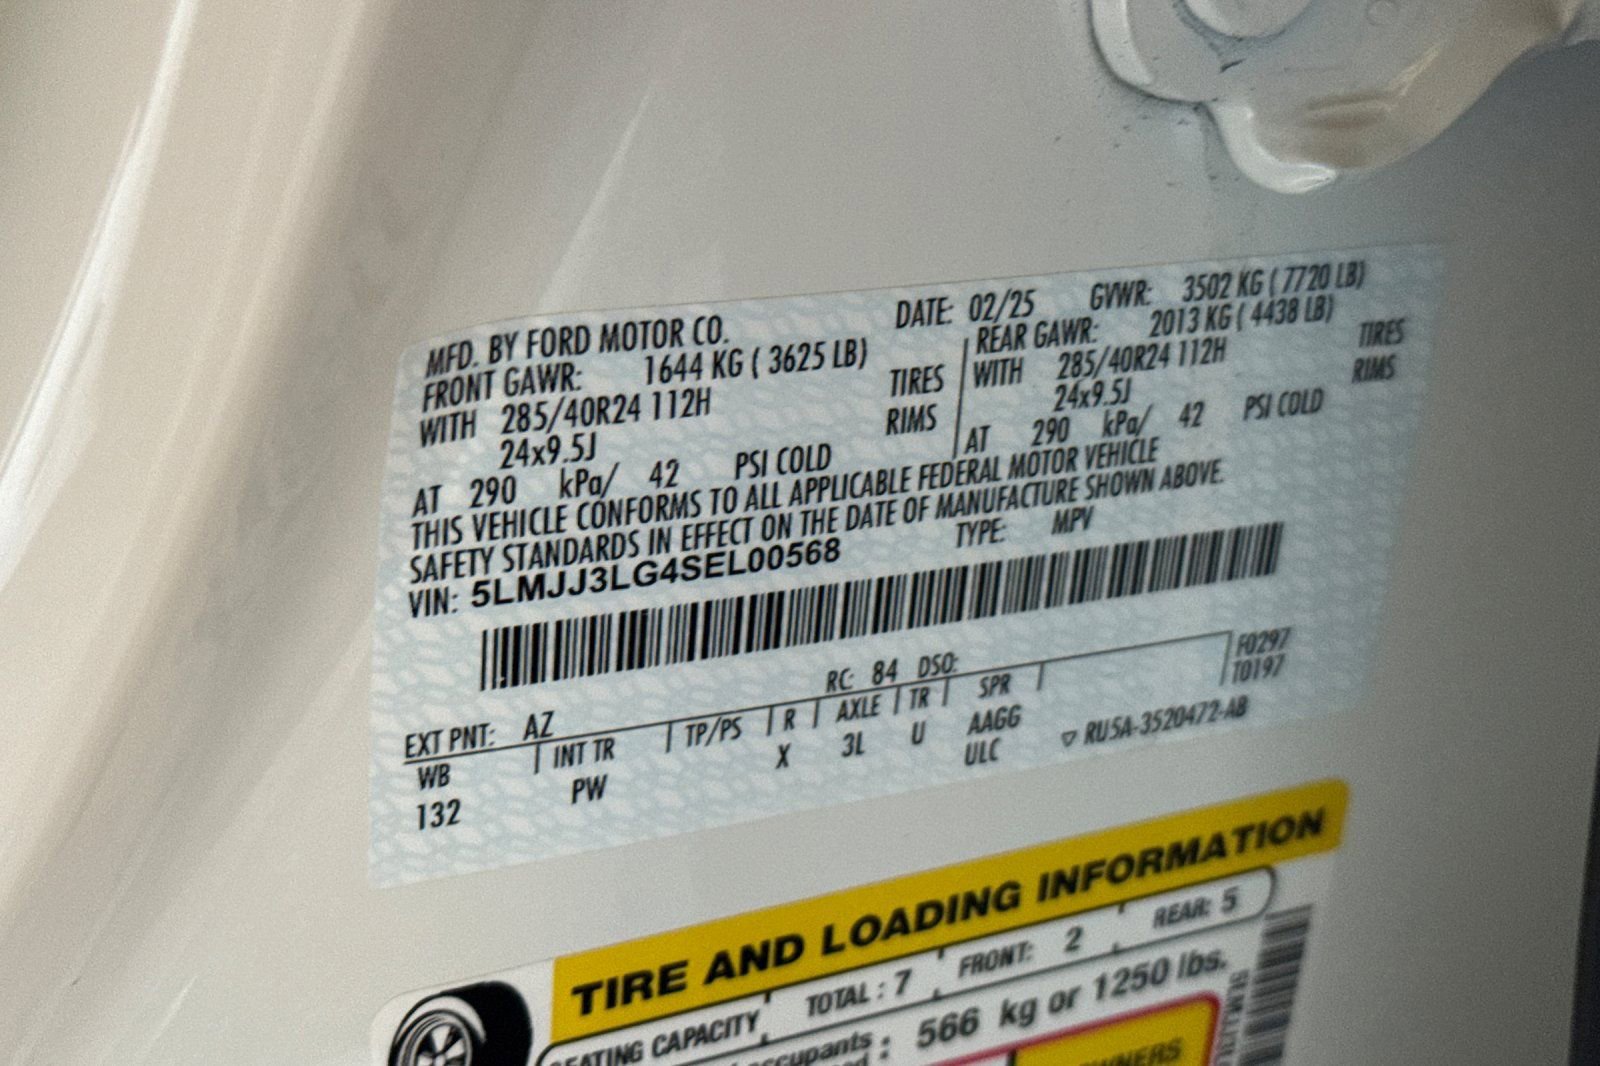 MFD. BY FORD MOTOR CO. DATE: 02/25 GVWR: 3502 KG ( 7720 LB)
FRONT GAWR: 1644 KG ( 3625 LB) REAR GAWR: 2013 KG ( 4438 LB)
WITH 285/40R24 112H TIRES WITH 285/40R24 112H TIRES
24x9.5J RIMS 24x9.5J RIMS
AT 290 kPa/ 42 PSI COLD AT 290 kPa/ 42 PSI COLD
THIS VEHICLE CONFORMS TO ALL APPLICABLE FEDERAL MOTOR VEHICLE
SAFETY STANDARDS IN EFFECT ON THE DATE OF MANUFACTURE SHOWN ABOVE.
VIN: 5LMJJ3LG4SEL00568 TYPE: MPV
F0297
EXT PNT: AZ RC: 84 DSO: T0197
WB INT TR TP/PS R AXLE TR SPR
132 PW X 3L U AAGG
ULC RU5A-3520472-AB
TIRE AND LOADING INFORMATION
SEATING CAPACITY TOTAL : 7 FRONT: 2 REAR: 5
occupants : 566 kg or 1250 lbs.